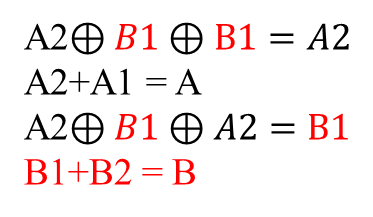 A2⊕ B1 ⊕ B1 = A2
A2+A1 = A
A2⊕ B1 ⊕ A2 = B1
B1+B2 = B